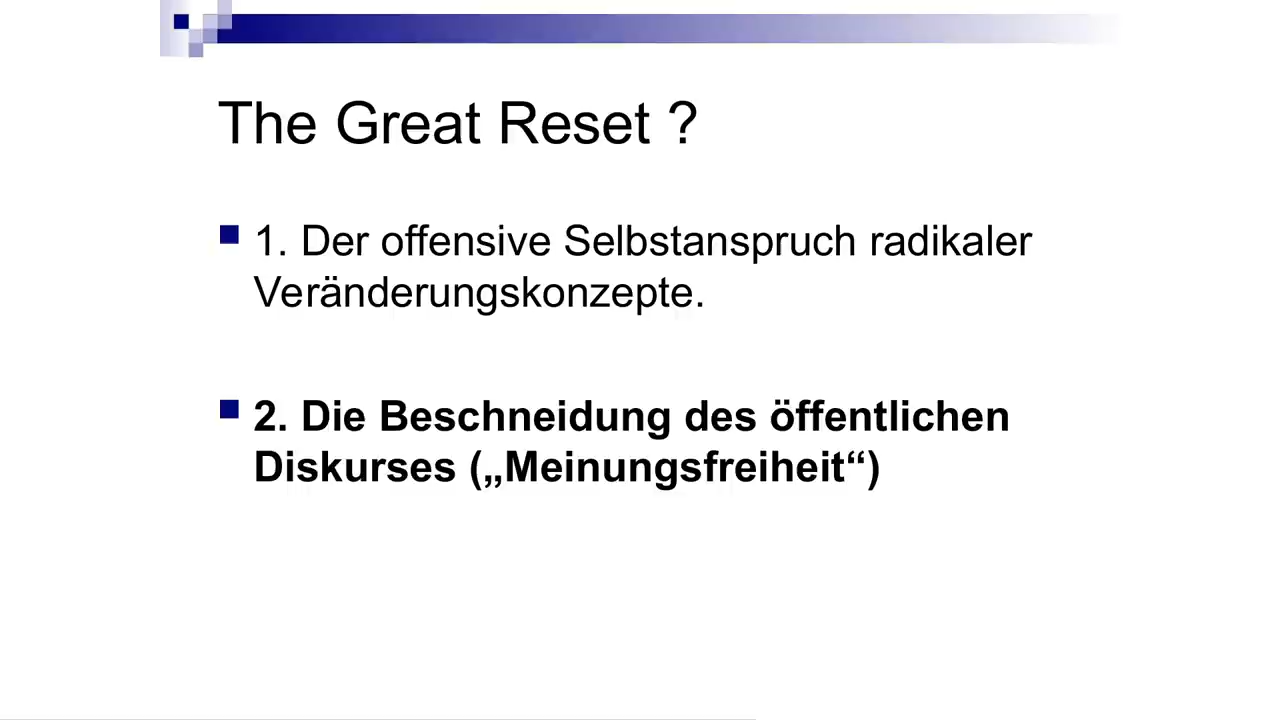 The Great Reset ?
1. Der offensive Selbstanspruch radikaler
Veränderungskonzepte.
2. Die Beschneidung des öffentlichen
Diskurses („Meinungsfreiheit“)